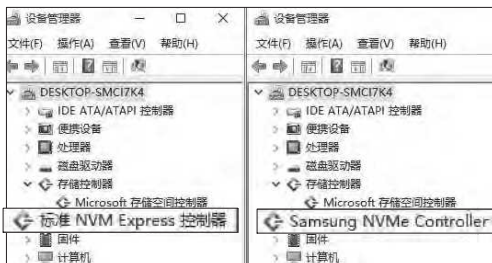 设备管理器
文件(F) 操作(A) 查看(V) 帮助(H)
DESKTOP-SMCI7K4
IDE ATA/ATAPI 控制器
便携设备
处理器
磁盘驱动器
存储控制器
Microsoft 存储空间控制器
标准 NVM Express 控制器
固件
计算机
设备管理器
文件(F) 操作(A) 查看(V) 帮助(H)
DESKTOP-SMCI7K4
IDE ATA/ATAPI 控制器
便携设备
处理器
磁盘驱动器
存储控制器
Microsoft 存储空间控制器
Samsung NVMe Controller
固件
计算机